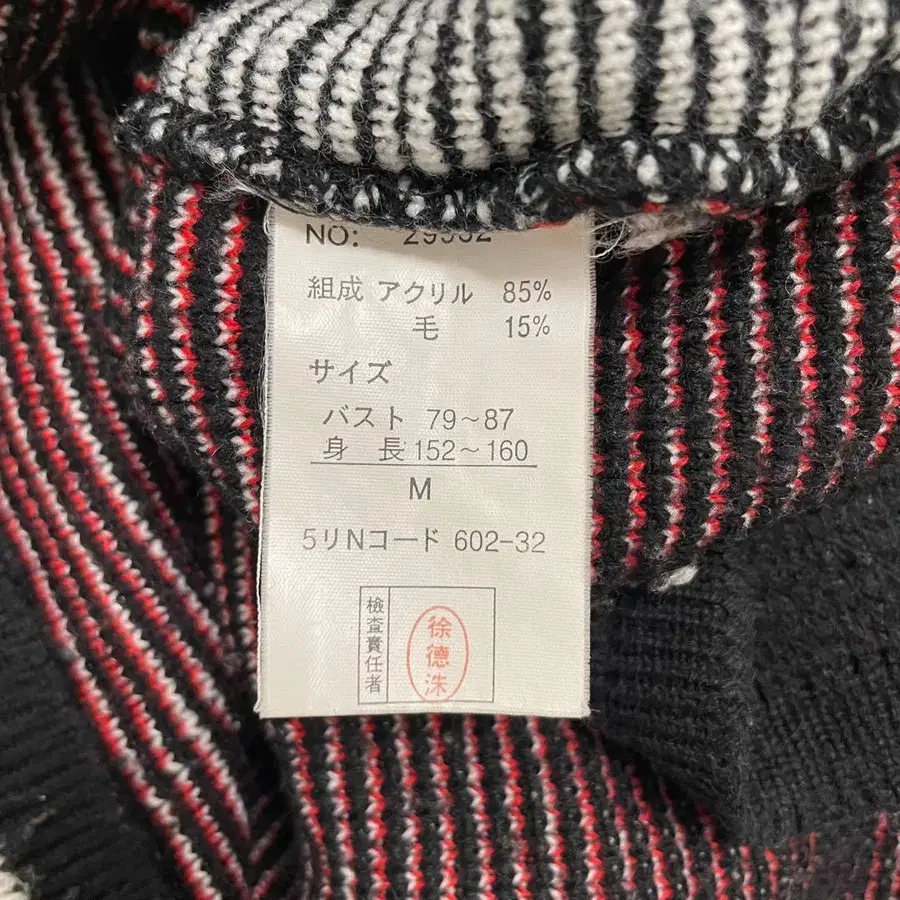 NO:
組成 アクリル 85%
毛 15%
サイズ
バスト 79～87
身 長 152～160
M
5リNコード 602-32
檢査責任者
徐德洙